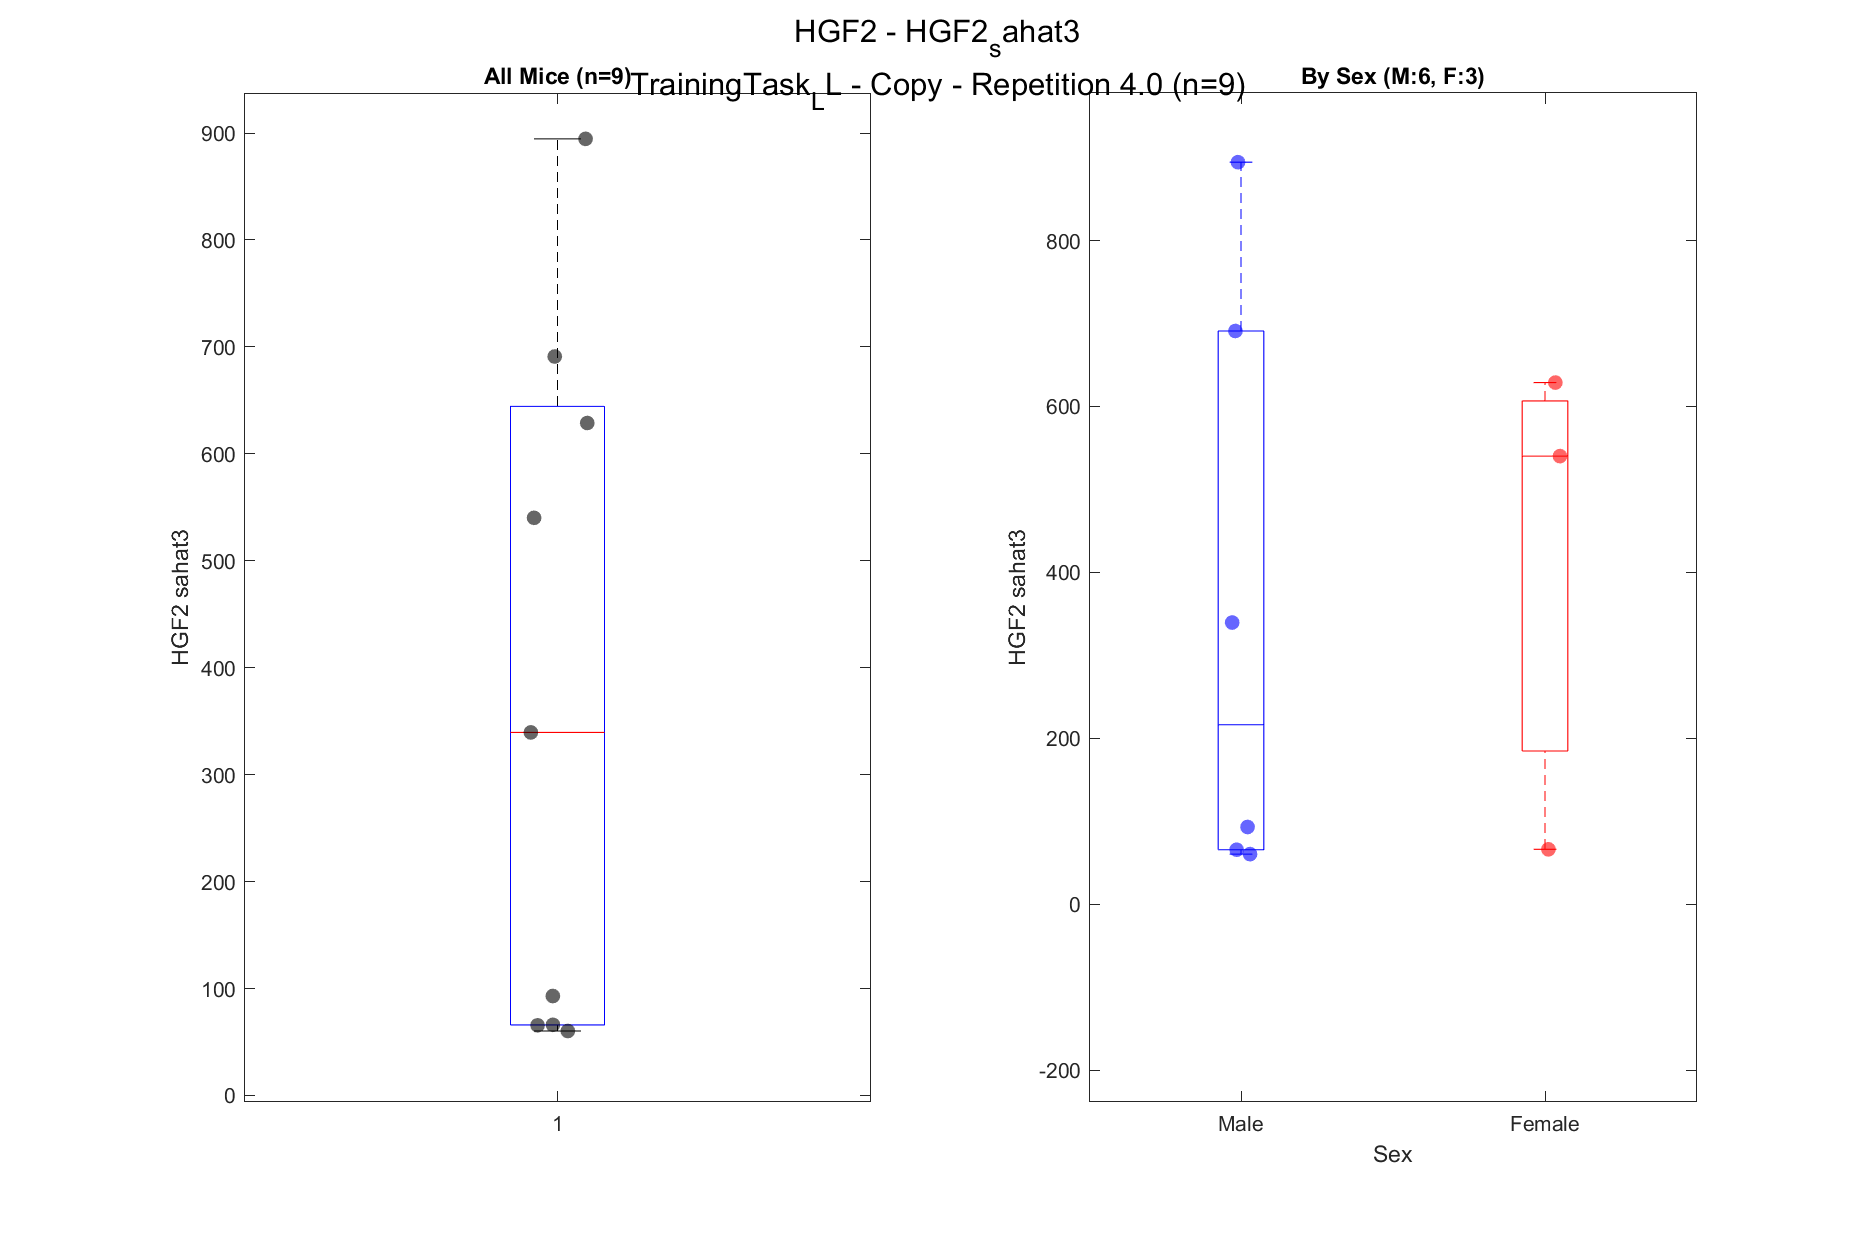 HGF2 - HGF2sahat3
TrainingTaskLL - Copy - Repetition 4.0 (n=9)
All Mice (n=9)
HGF2 sahat3
900
800
700
600
500
400
300
200
100
0
1
By Sex (M:6, F:3)
HGF2 sahat3
800
600
400
200
0
-200
Male Female
Sex